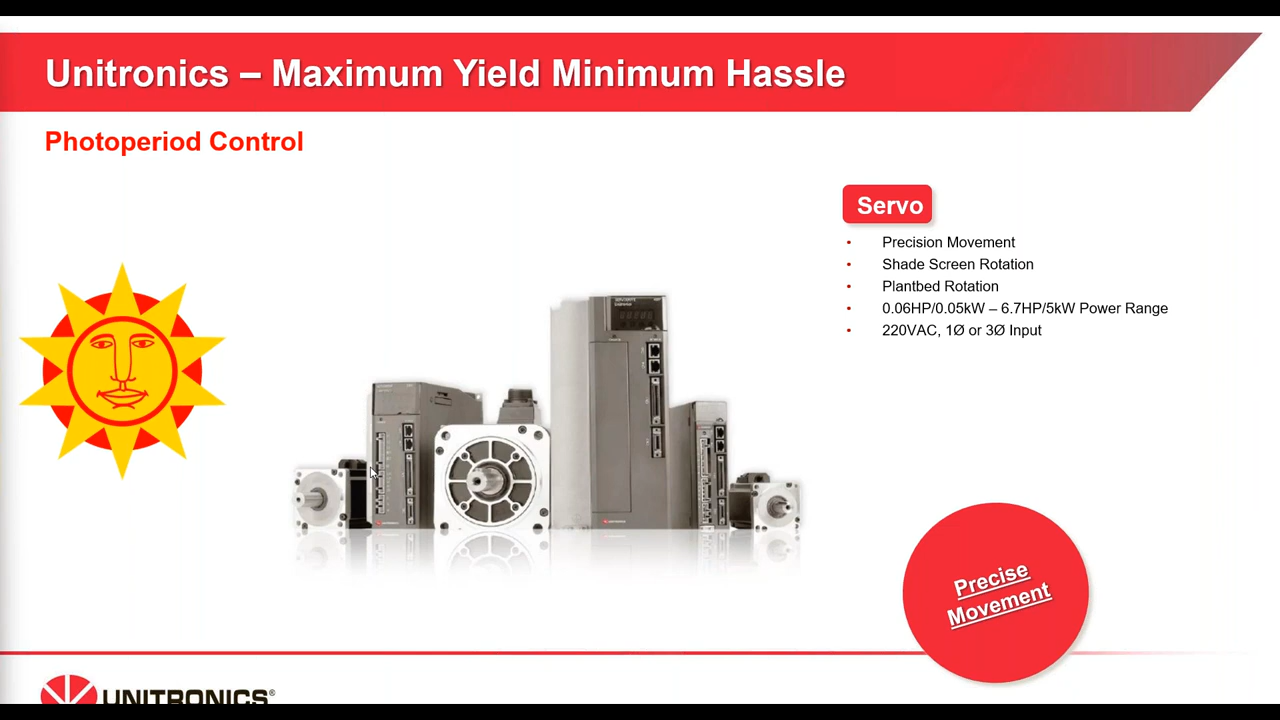 Unitronics – Maximum Yield Minimum Hassle
Photoperiod Control
Servo
• Precision Movement
• Shade Screen Rotation
• Plantbed Rotation
• 0.06HP/0.05kW – 6.7HP/5kW Power Range
• 220VAC, 1Ø or 3Ø Input
Precise
Movement
UNITRONICS®